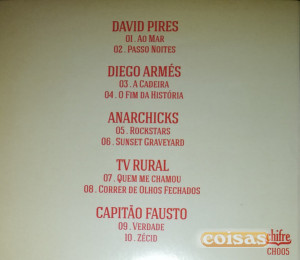 DAVID PIRES
01. AO MAR
02. PASSO NOITES
DIEGO ARMÉS
03. A CADEIRA
04. O FIM DA HISTÓRIA
ANARCHICKS
05. ROCKSTARS
06. SUNSET GRAVEYARD
TV RURAL
07. QUEM ME CHAMOU
08. CORRER DE OLHOS FECHADOS
CAPITÃO FAUSTO
09. VERDADE
10. ZÉCID
coisas
chifre
CH005